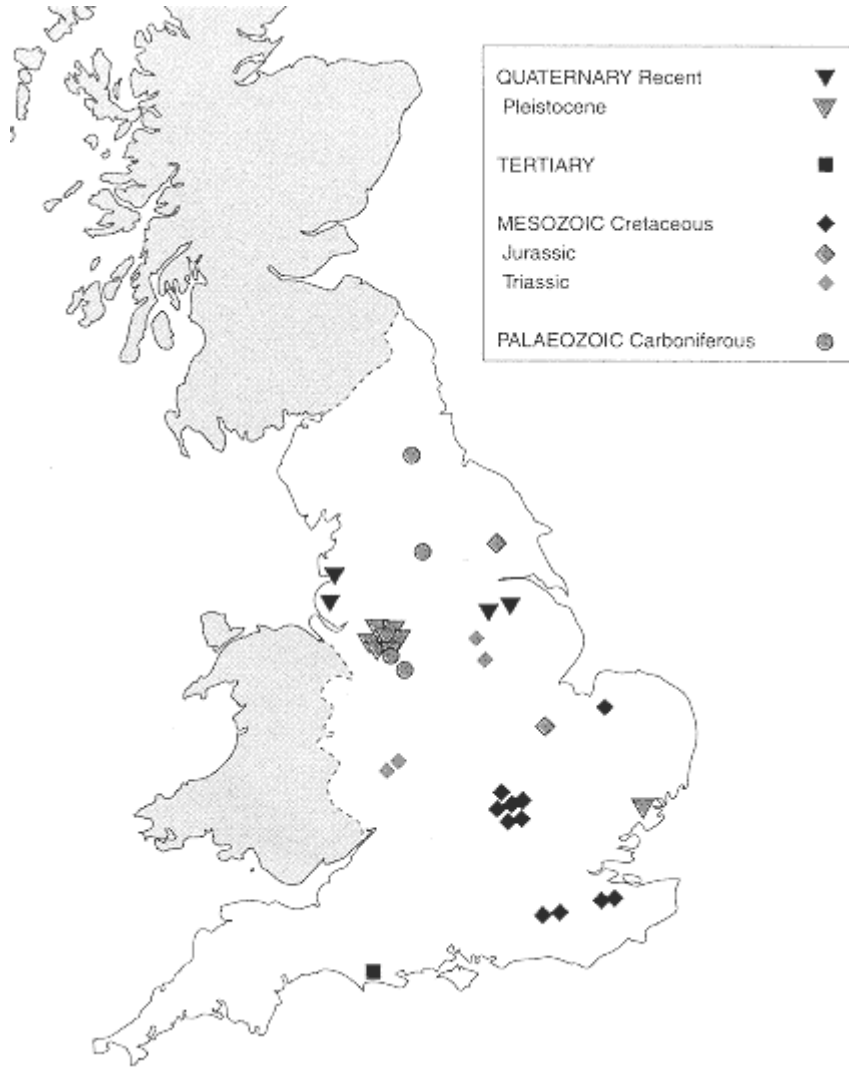 QUATERNARY Recent
Pleistocene
TERTIARY
MESOZOIC Cretaceous
Jurassic
Triassic
PALAEOZOIC Carboniferous